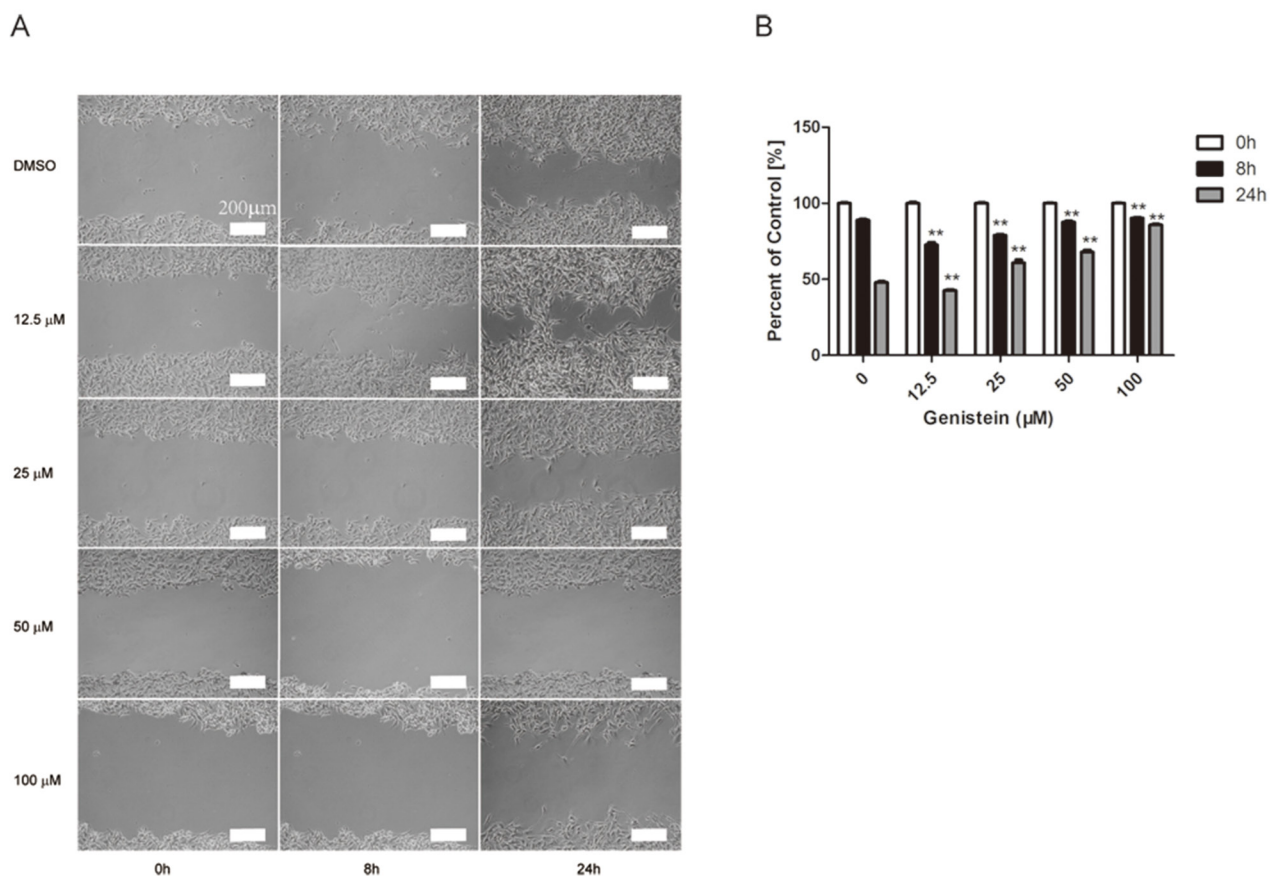 A
DMSO
200µm
12.5 µM
25 µM
50 µM
100 µM
0h
8h
24h
B
Percent of Control [%]
150
100
50
0
** ** ** ** ** ** ** **
0
12.5
25
50
100
Genistein (µM)
0h
8h
24h